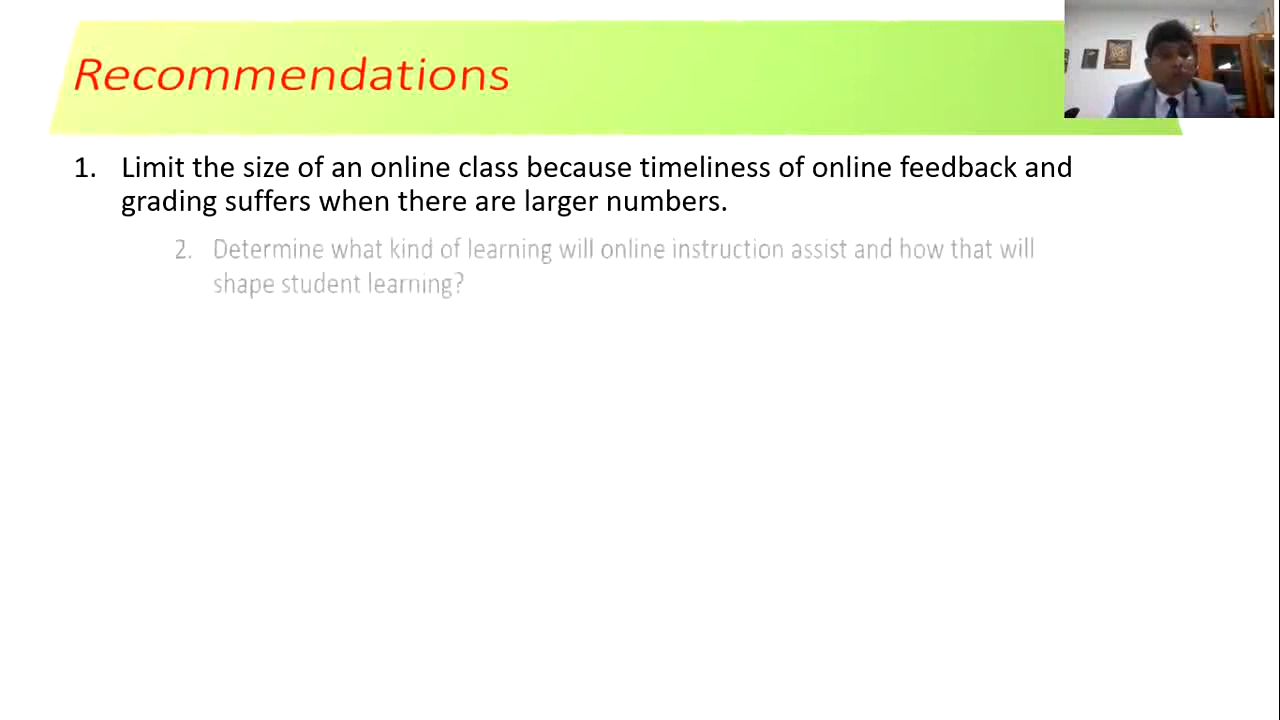 Recommendations
1. Limit the size of an online class because timeliness of online feedback and
grading suffers when there are larger numbers.
2. Determine what kind of learning will online instruction assist and how that will
shape student learning?